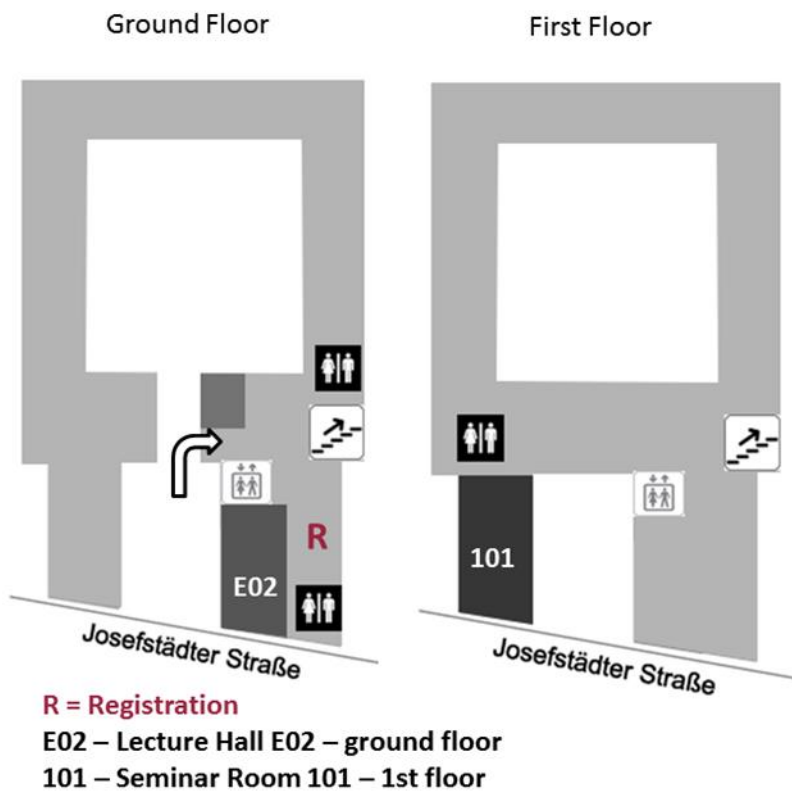 Ground Floor
First Floor
R
E02
101
Josefstädter Straße
Josefstädter Straße
R = Registration
E02 – Lecture Hall E02 – ground floor
101 – Seminar Room 101 – 1st floor